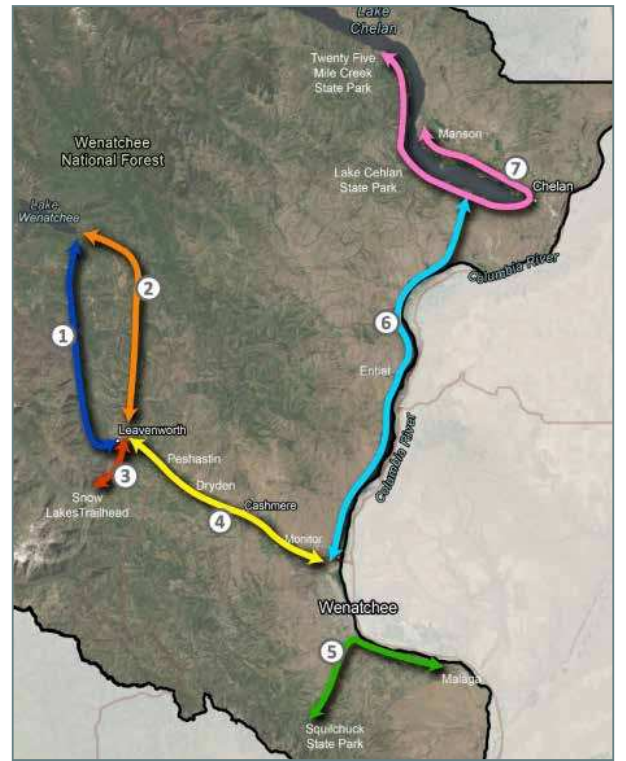 Lake
Chelan
Twenty Five
Mile Creek
State Park
Manson
Wenatchee
National Forest
7
Lake Cehlan
State Park
Chelan
Lake
Wenatchee
Columbia River
2
1
6
Entiat
Leavenworth
Columbia River
Peshastin
3
Dryden
Snow
LakesTrailhead
Cashmere
4
Monitor
Wenatchee
5
Malaga
Squilchuck
State Park